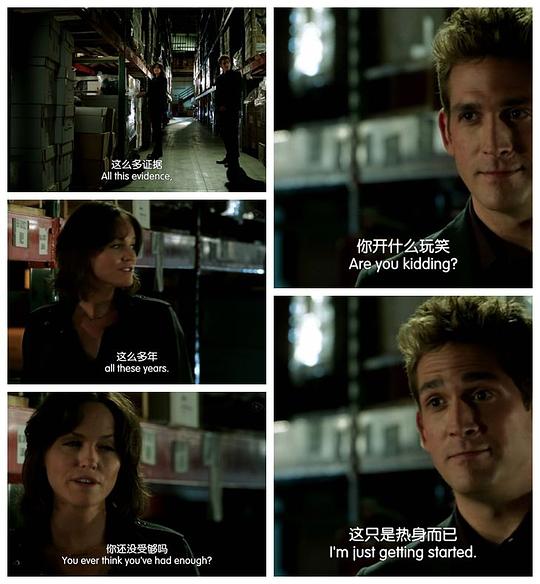 这么多证据
All this evidence,
这么多年
all these years.
你还没受够吗
You ever think you've had enough?
你开什么玩笑
Are you kidding?
这只是热身而已
I'm just getting started.